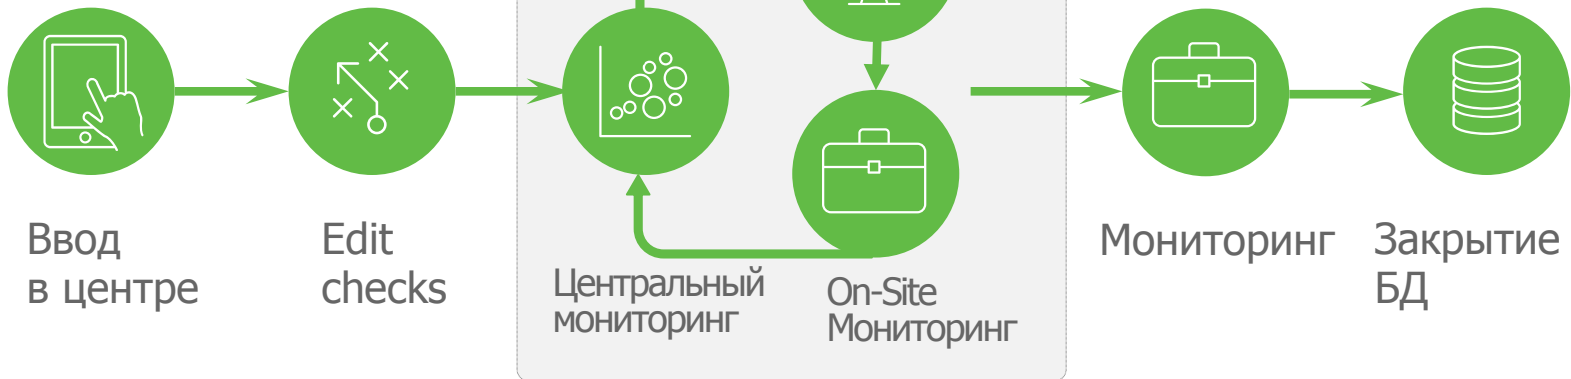 Ввод
в центре
Edit
checks
Центральный
мониторинг
On-Site
Мониторинг
Мониторинг
Закрытие
БД